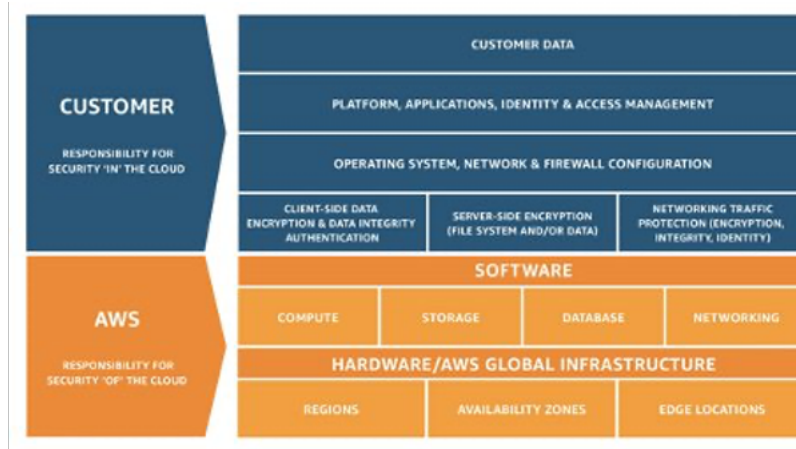 CUSTOMER
RESPONSIBILITY FOR
SECURITY 'IN' THE CLOUD
CUSTOMER DATA
PLATFORM, APPLICATIONS, IDENTITY & ACCESS MANAGEMENT
OPERATING SYSTEM, NETWORK & FIREWALL CONFIGURATION
CLIENT-SIDE DATA
ENCRYPTION & DATA INTEGRITY
AUTHENTICATION
SERVER-SIDE ENCRYPTION
(FILE SYSTEM AND/OR DATA)
NETWORKING TRAFFIC
PROTECTION (ENCRYPTION,
INTEGRITY, IDENTITY)
AWS
RESPONSIBILITY FOR
SECURITY 'OF' THE CLOUD
SOFTWARE
COMPUTE
STORAGE
DATABASE
NETWORKING
HARDWARE/AWS GLOBAL INFRASTRUCTURE
REGIONS
AVAILABILITY ZONES
EDGE LOCATIONS